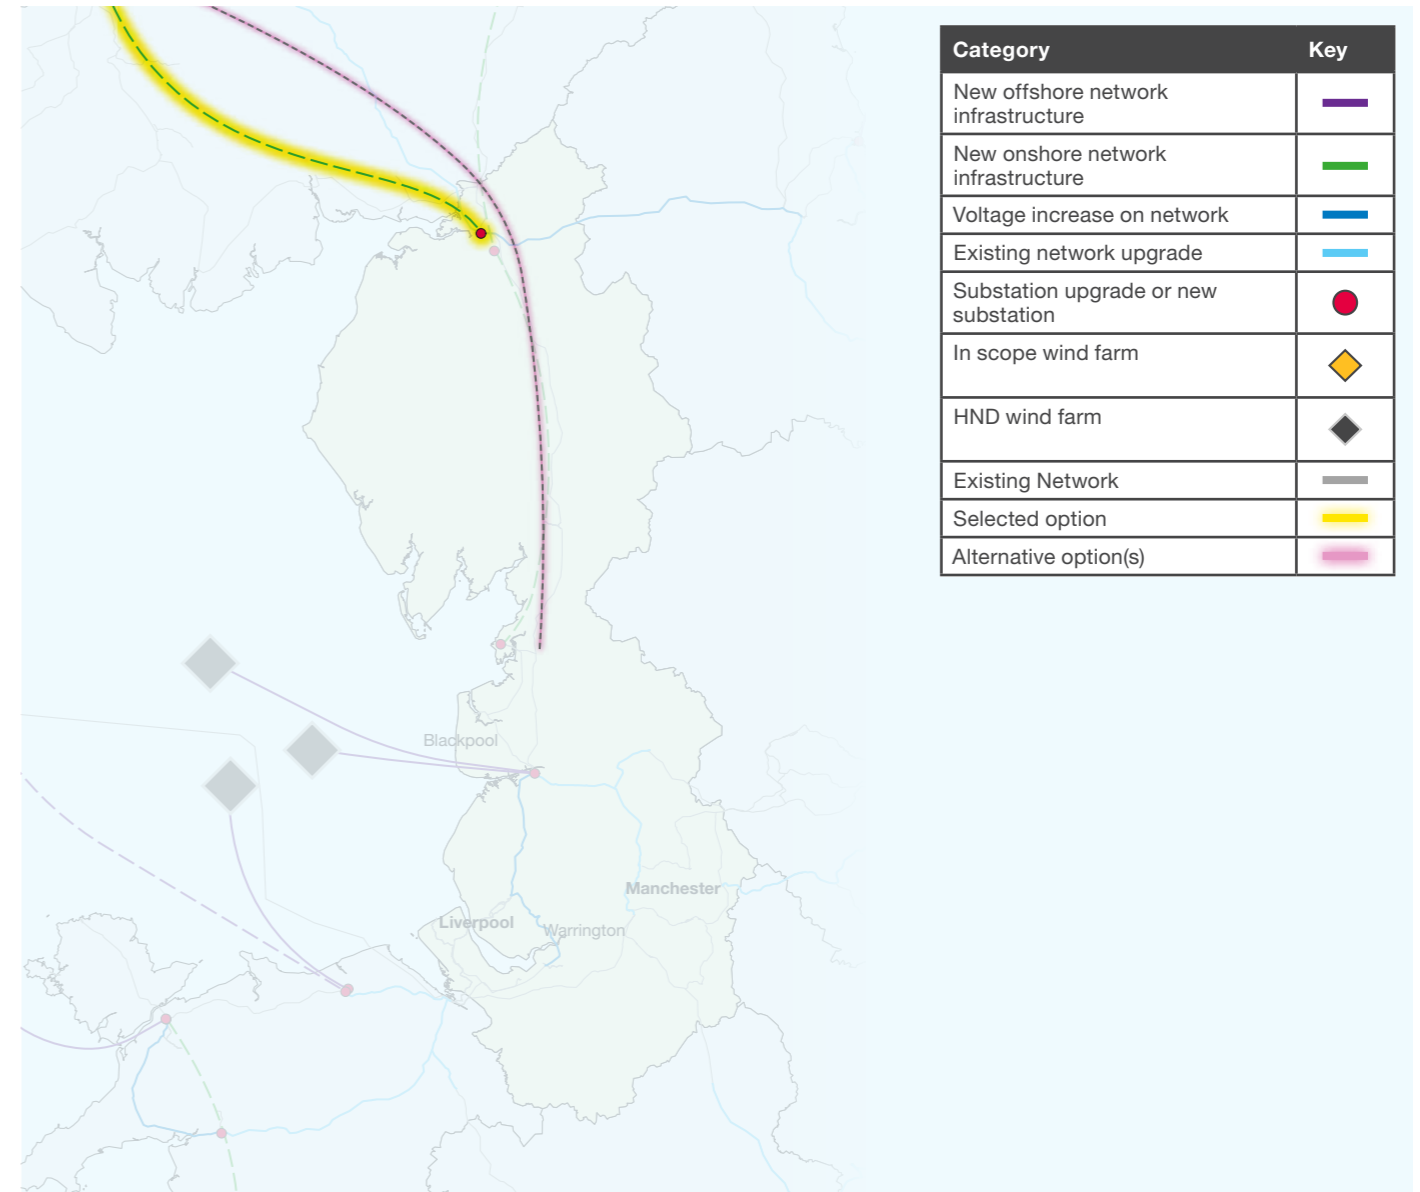 Category Key
New offshore network
infrastructure
New onshore network
infrastructure
Voltage increase on network
Existing network upgrade
Substation upgrade or new
substation
In scope wind farm
HND wind farm
Existing Network
Selected option
Alternative option(s)
Blackpool
Manchester
Liverpool
Warrington